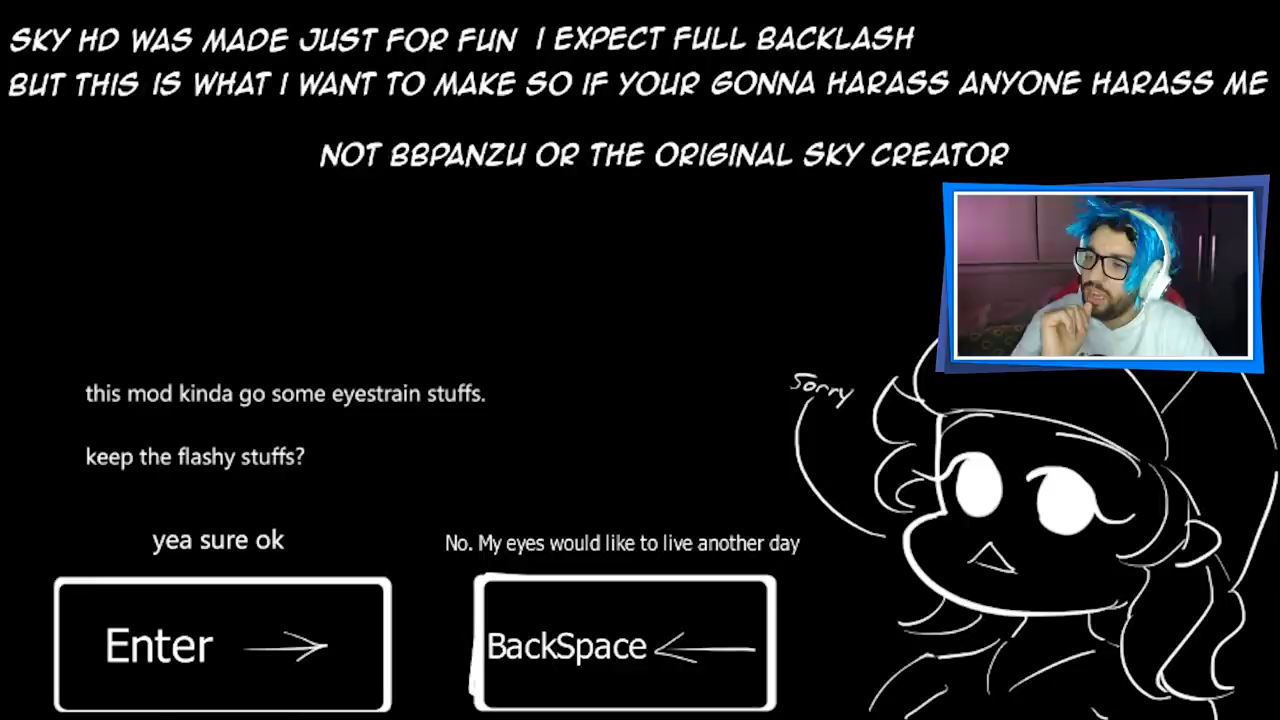 SKY HD WAS MADE JUST FOR FUN I EXPECT FULL BACKLASH
BUT THIS IS WHAT I WANT TO MAKE SO IF YOUR GONNA HARASS ANYONE HARASS ME
NOT BBPANZU OR THE ORIGINAL SKY CREATOR
this mod kinda go some eyestrain stuffs.
Sorry
keep the flashy stuffs?
yea sure ok
No. My eyes would like to live another day
Enter
BackSpace